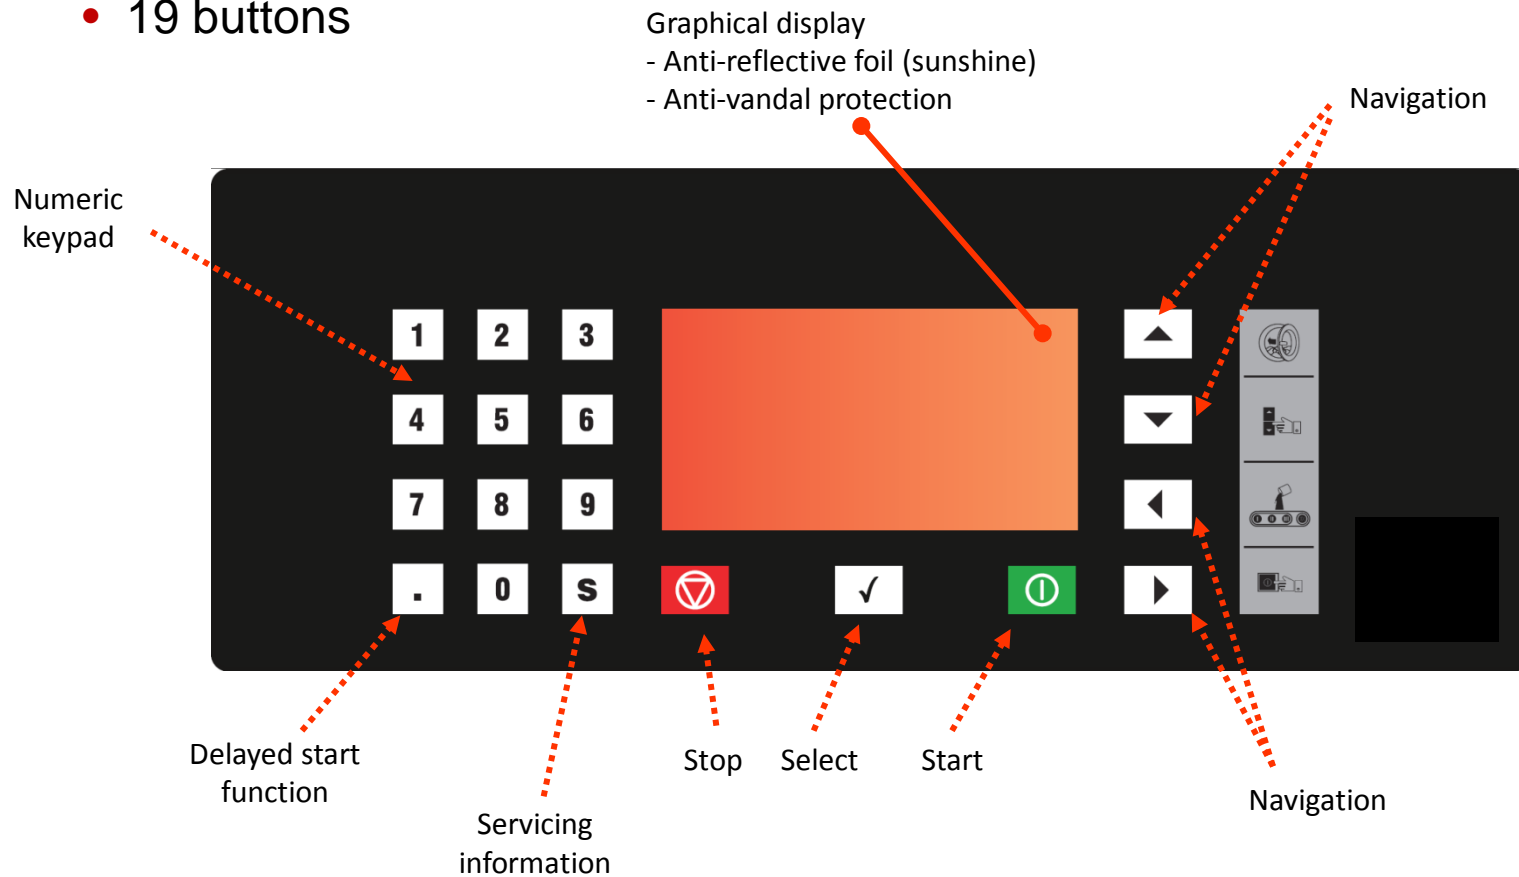 • 19 buttons
Graphical display
- Anti-reflective foil (sunshine)
- Anti-vandal protection
Navigation
Numeric
keypad
1 2 3
4 5 6
7 8 9
. 0 S
√
Delayed start
function
Servicing
information
Stop
Select
Start
Navigation